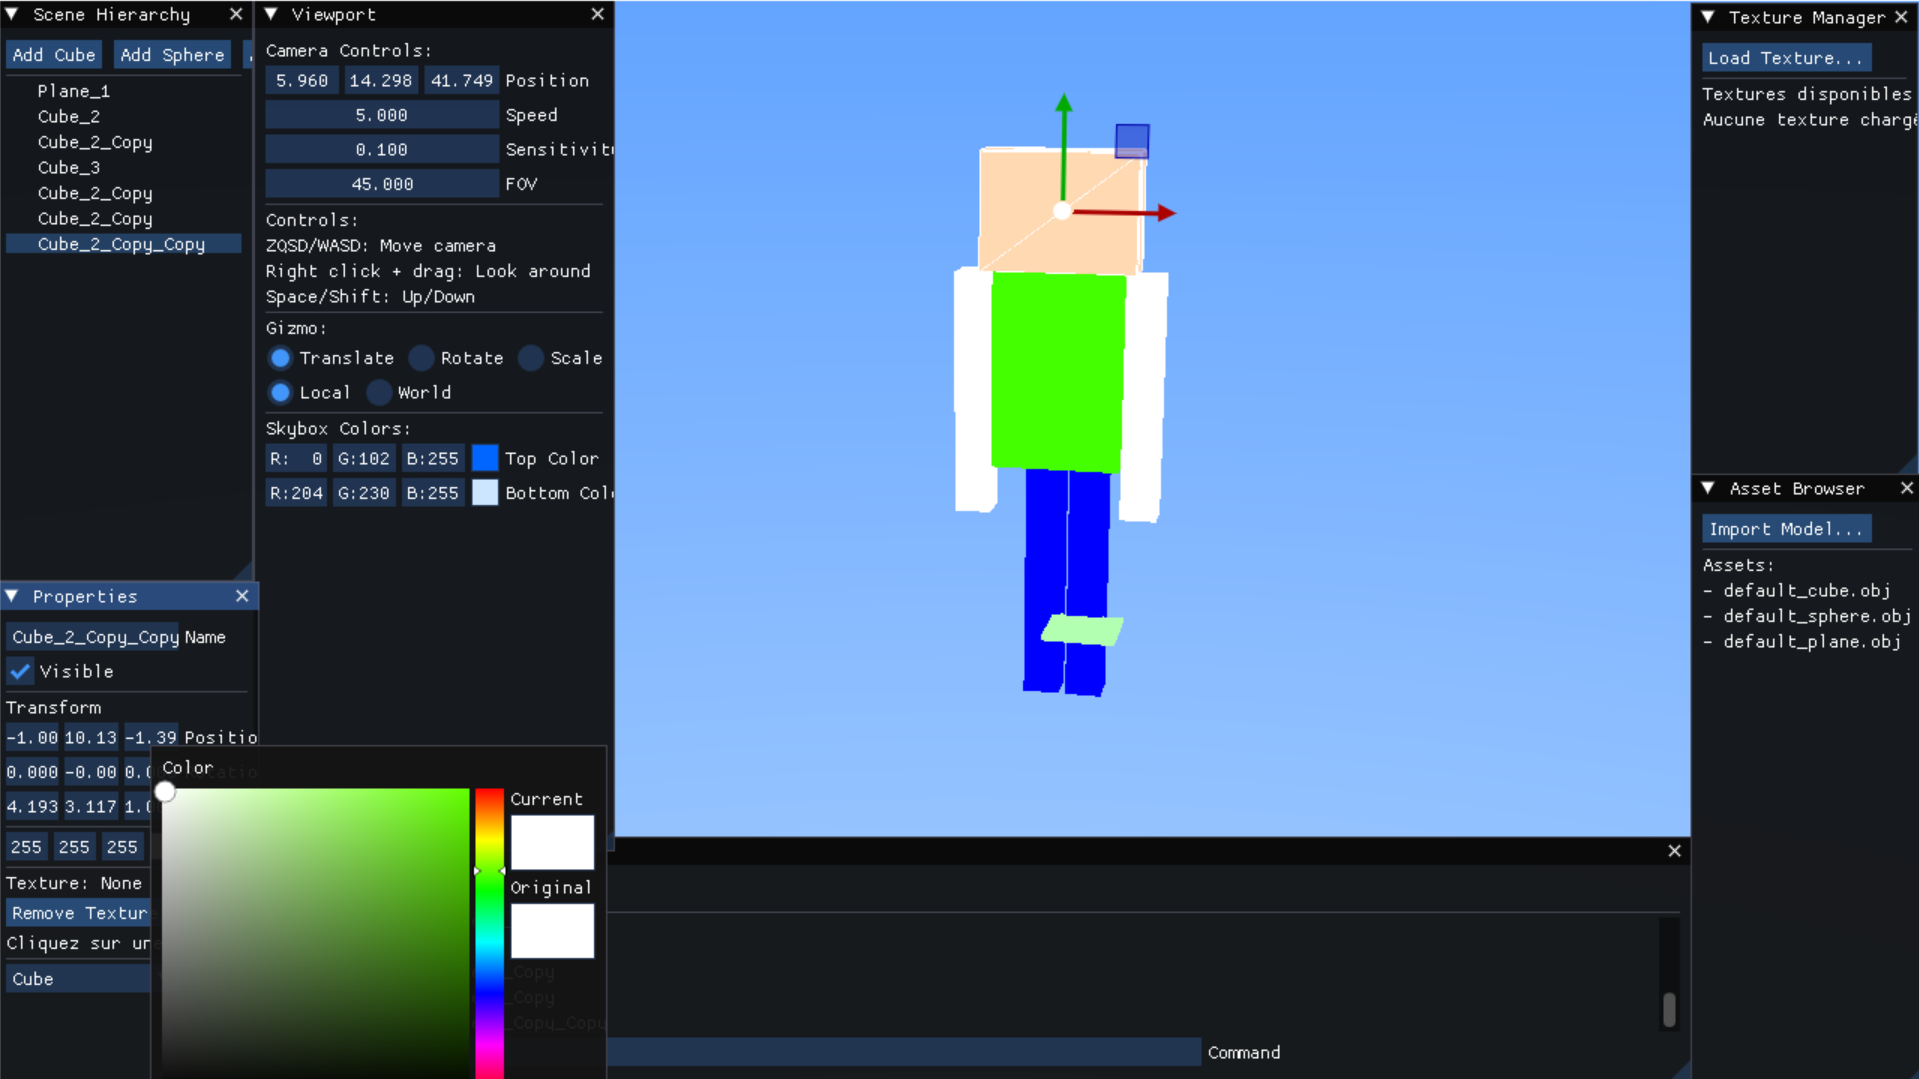 Scene Hierarchy
Add Cube Add Sphere
Plane_1
Cube_2
Cube_2_Copy
Cube_3
Cube_2_Copy
Cube_2_Copy
Cube_2_Copy_Copy
Properties
Cube_2_Copy_Copy Name
Visible
Transform
-1.00 10.13 -1.39 Positio
0.000 -0.00 0.0
4.193 3.117 1.0
255 255 255
Texture: None
Remove Textur
Cliquez sur un
Cube
Color
Current
Original
_Copy
_Copy
_Copy_Copy
Viewport
Camera Controls:
5.960 14.298 41.749 Position
5.000 Speed
0.100 Sensitivit
45.000 FOV
Controls:
ZQSD/WASD: Move camera
Right click + drag: Look around
Space/Shift: Up/Down
Gizmo:
Translate Rotate Scale
Local World
Skybox Colors:
R: 0 G:102 B:255 Top Color
R:204 G:230 B:255 Bottom Col
Command
Texture Manager
Load Texture...
Textures disponibles
Aucune texture charg
Asset Browser
Import Model...
Assets:
- default_cube.obj
- default_sphere.obj
- default_plane.obj